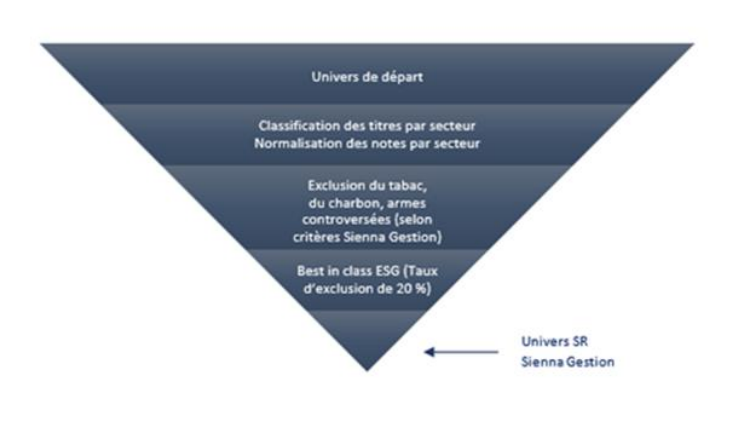 Univers de départ
Classification des titres par secteur
Normalisation des notes par secteur
Exclusion du tabac,
du charbon, armes
controversées (selon
critères Sienna Gestion)
Best in class ESG (Taux
d'exclusion de 20 %)
Univers SR
Sienna Gestion